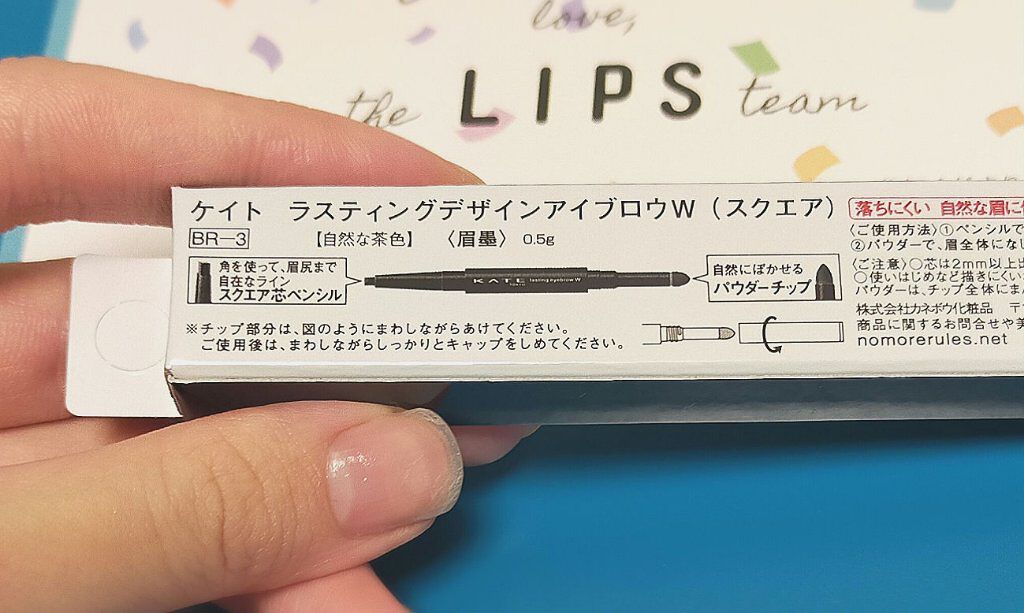 love,
the LIPS team
ケイト ラスティングデザインアイブロウW（スクエア）
BR－3 【自然な茶色】 〈眉墨〉 0.5g
角を使って、眉尻まで
自在なライン
スクエア芯ペンシル
KATE
TOKYO
lasting eyebrow W
自然にぼかせる
パウダーチップ
※チップ部分は、図のようにまわしながらあけてください。
ご使用後は、まわしながらしっかりとキャップをしめてください。
落ちにくい 自然な眉に
〈ご使用方法〉①ペンシルで
②パウダーで、眉全体になじ
〈ご注意〉○芯は2mm以上出
○使いはじめなど描きにくい
パウダーは、チップ全体にま
株式会社カネボウ化粧品 〒
商品に関するお問合せや美
nomorerules.net